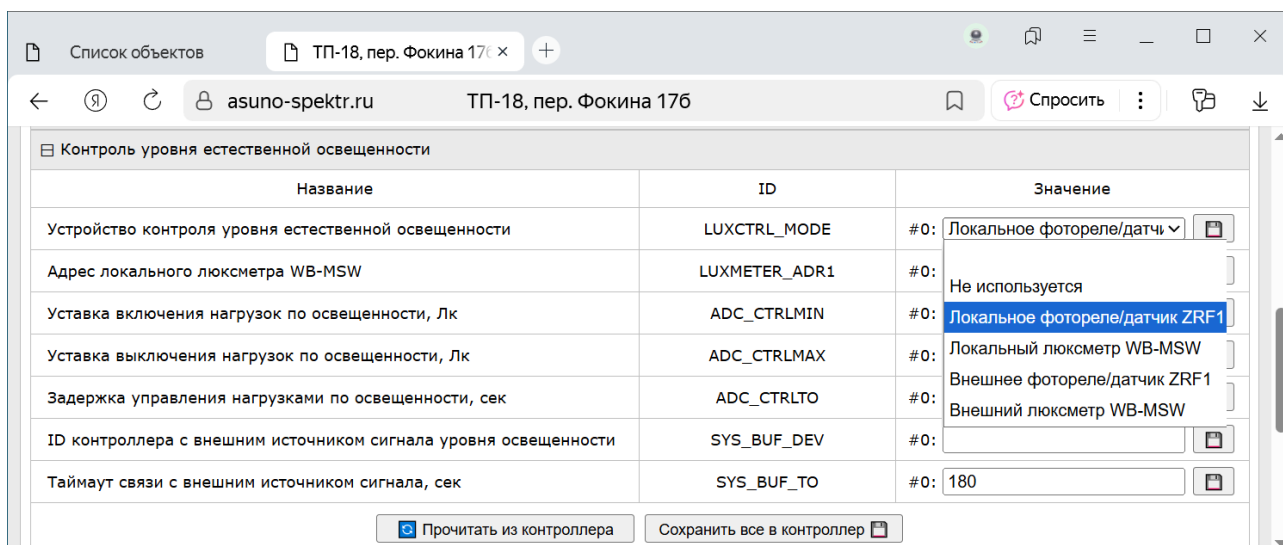 Список объектов
ТП-18, пер. Фокина 176
asuno-spektr.ru ТП-18, пер. Фокина 17б Спросить
Контроль уровня естественной освещенности
Название ID Значение
Устройство контроля уровня естественной освещенности LUXCTRL_MODE #0: Локальное фотореле/датчи
Адрес локального люксметра WB-MSW LUXMETER_ADR1 #0:
Не используется
Уставка включения нагрузок по освещенности, Лк ADC_CTRLMIN #0:
Локальное фотореле/датчик ZRF1
Уставка выключения нагрузок по освещенности, Лк ADC_CTRLMAX #0:
Локальный люксметр WB-MSW
Внешнее фотореле/датчик ZRF1
Задержка управления нагрузками по освещенности, сек ADC_CTRLTO #0:
Внешний люксметр WB-MSW
ID контроллера с внешним источником сигнала уровня освещенности SYS_BUF_DEV #0:
Таймаут связи с внешним источником сигнала, сек SYS_BUF_TO #0: 180
Прочитать из контроллера Сохранить все в контроллер